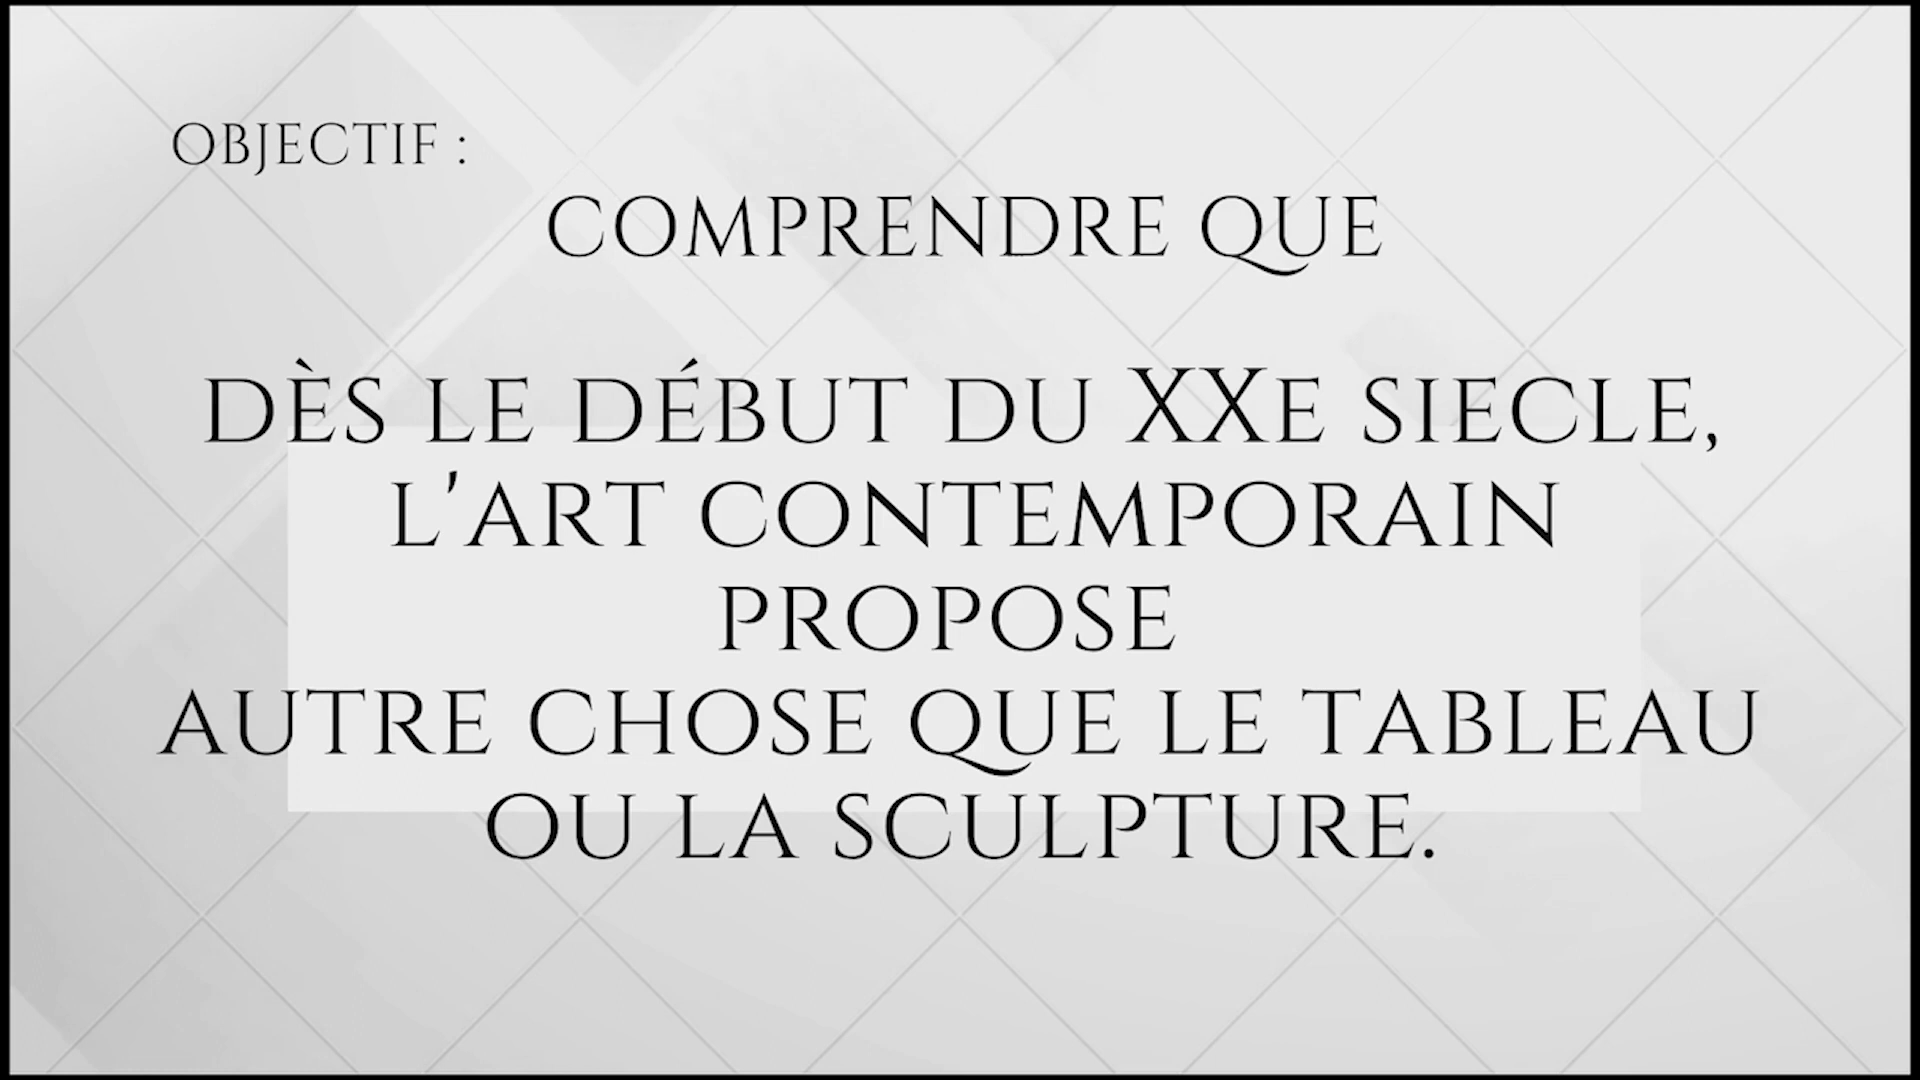 OBJECTIF :
COMPRENDRE QUE
DÈS LE DÉBUT DU XXE SIECLE,
L'ART CONTEMPORAIN
PROPOSE
AUTRE CHOSE QUE LE TABLEAU
OU LA SCULPTURE.